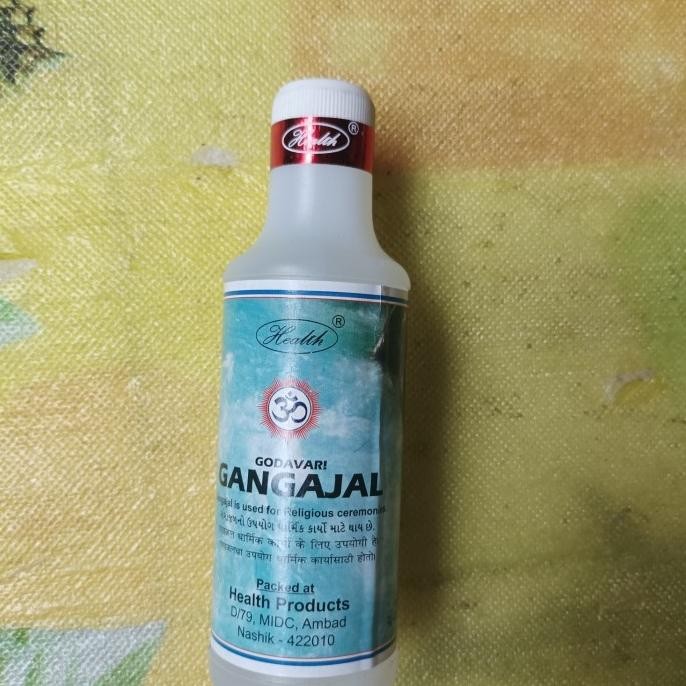 Health ®
Health ®
ॐ
GODAVARI
GANGAJAL
is used for Religious
ઉપયોગ ધાર્મિક કાર્યો માટે થાય છે.
धार्मिक कार्यो के लिए उपयोगी है
उपयोग धार्मिक कार्यासाठी होतो
Packed at
Health Products
D/79, MIDC, Ambad
Nashik - 422010